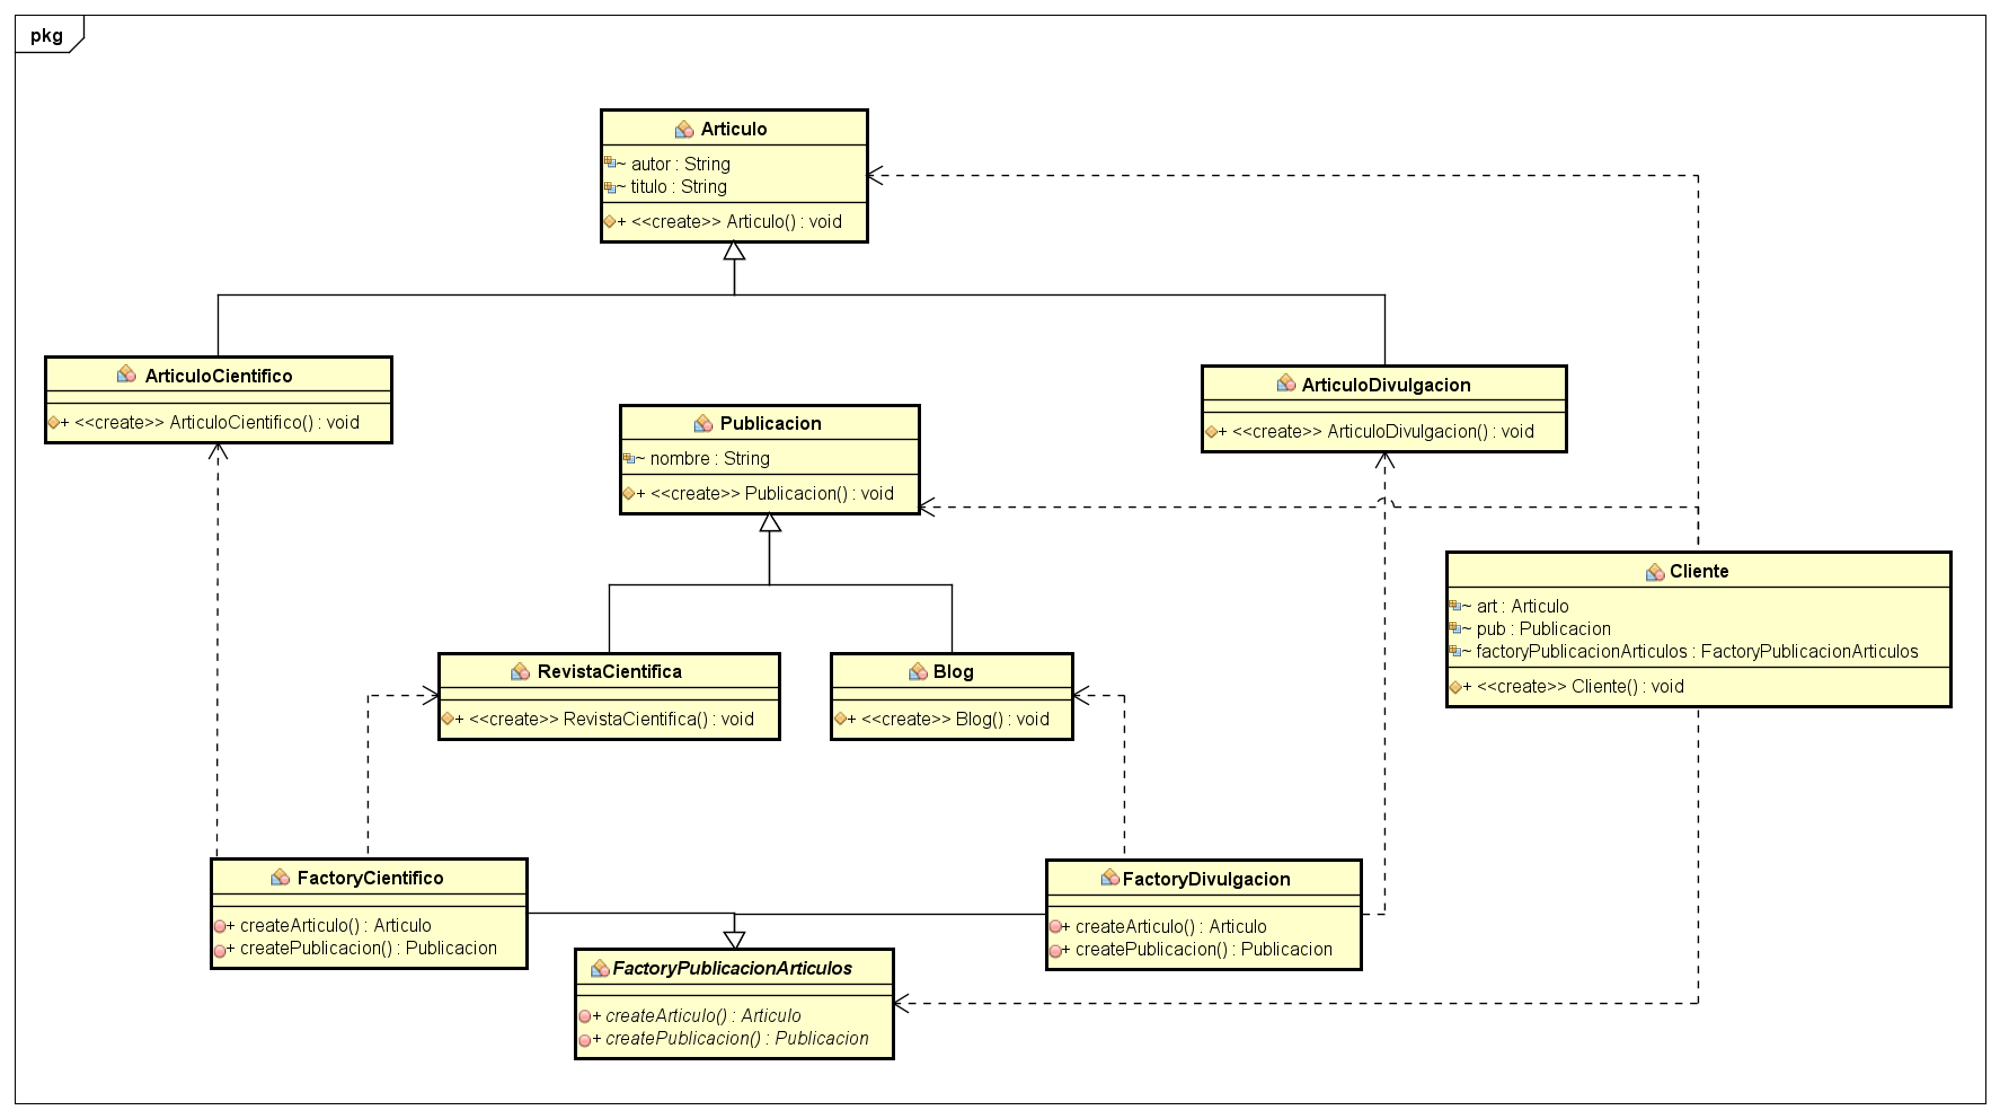 pkg
Articulo
~ autor : String
~ titulo : String
+ <<create>> Articulo() : void
ArticuloCientifico
+ <<create>> ArticuloCientifico() : void
ArticuloDivulgacion
+ <<create>> ArticuloDivulgacion() : void
Publicacion
~ nombre : String
+ <<create>> Publicacion() : void
Cliente
~ art : Articulo
~ pub : Publicacion
~ factoryPublicacionArticulos : FactoryPublicacionArticulos
+ <<create>> Cliente() : void
RevistaCientifica
+ <<create>> RevistaCientifica() : void
Blog
+ <<create>> Blog() : void
FactoryCientifico
+ createArticulo() : Articulo
+ createPublicacion() : Publicacion
FactoryDivulgacion
+ createArticulo() : Articulo
+ createPublicacion() : Publicacion
FactoryPublicacionArticulos
+ createArticulo() : Articulo
+ createPublicacion() : Publicacion